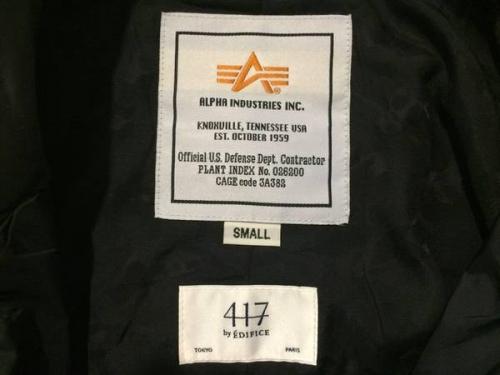 ALPHA INDUSTRIES INC.
KNOXVILLE, TENNESSEE USA
EST. OCTOBER 1959
Official U.S. Defense Dept. Contractor
PLANT INDEX No. 026200
CAGE code 3A382
SMALL
417
by ÉDIFICE
TOKYO PARIS